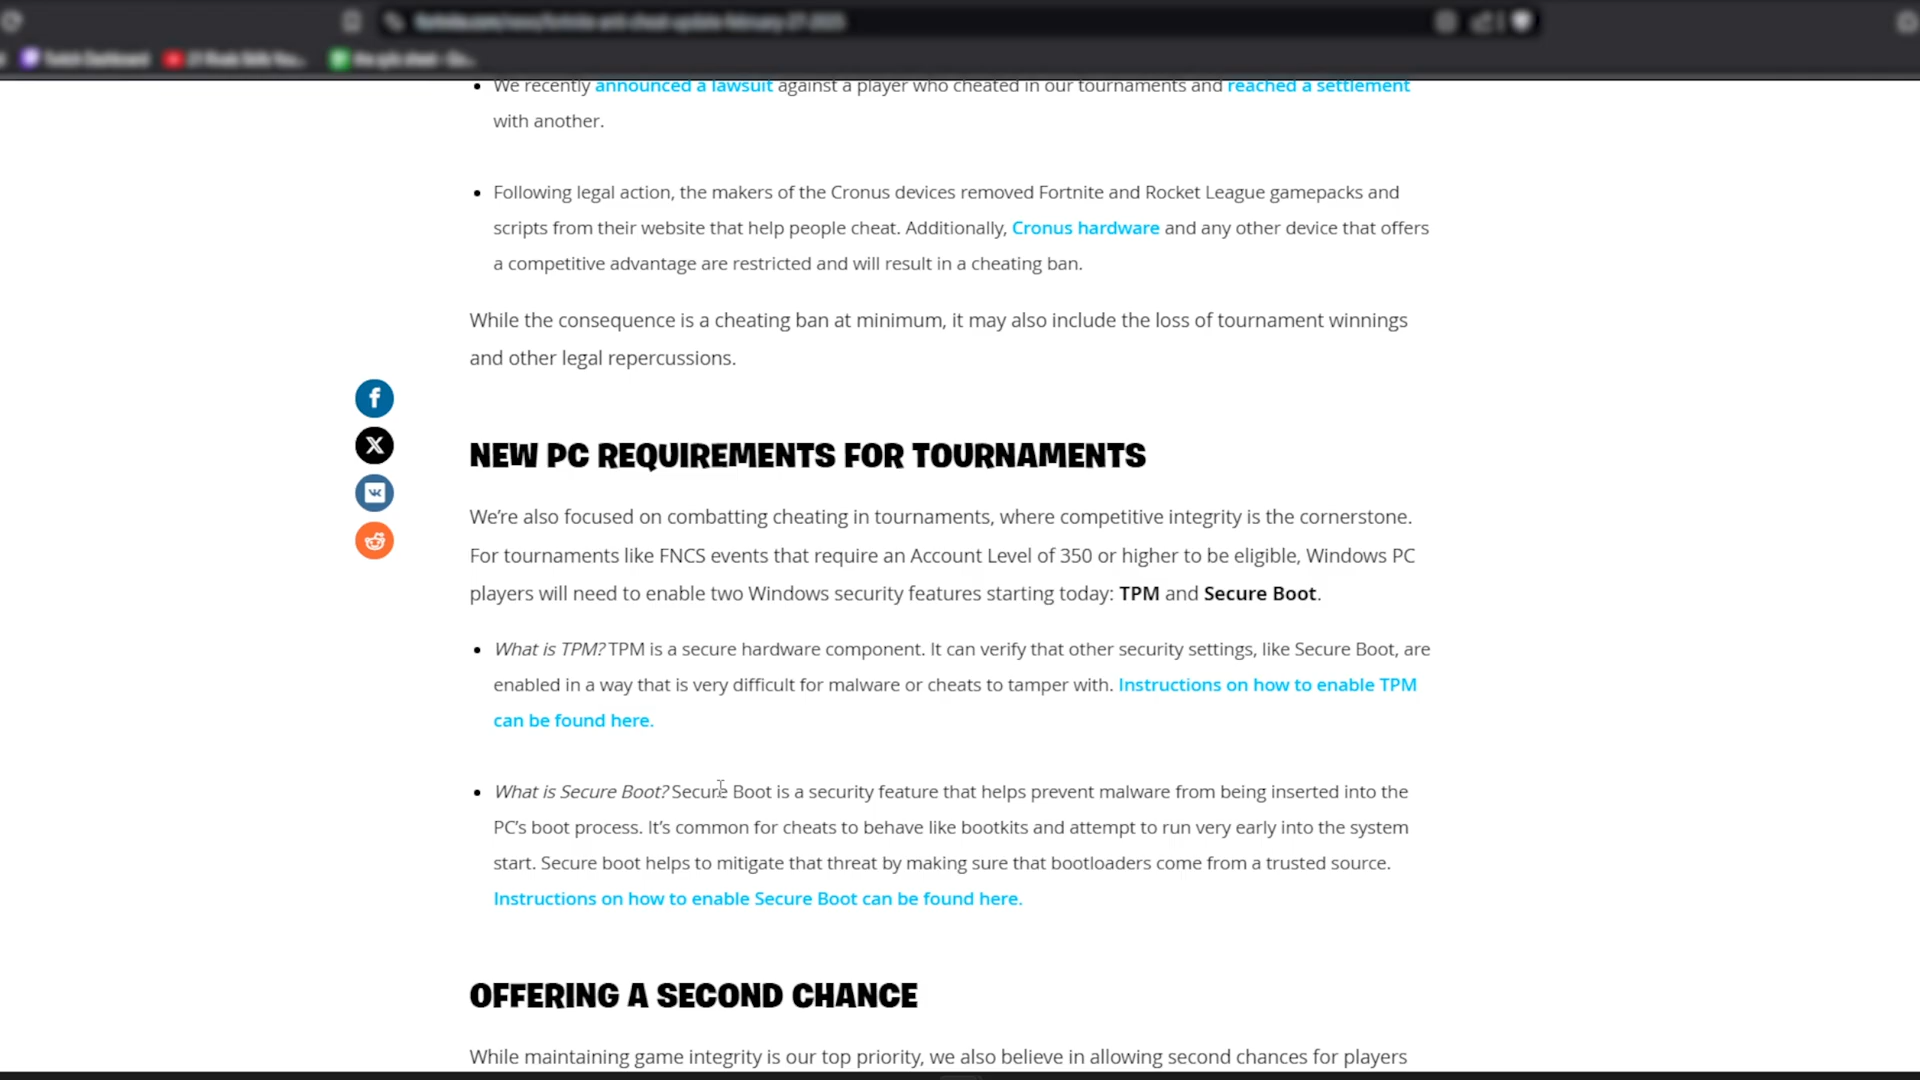 Twitch Dashboard
We recently announced a lawsuit against a player who cheated in our tournaments and reached a settlement
with another.
Following legal action, the makers of the Cronus devices removed Fortnite and Rocket League gamepacks and
scripts from their website that help people cheat. Additionally, Cronus hardware and any other device that offers
a competitive advantage are restricted and will result in a cheating ban.
While the consequence is a cheating ban at minimum, it may also include the loss of tournament winnings
and other legal repercussions.
NEW PC REQUIREMENTS FOR TOURNAMENTS
We’re also focused on combatting cheating in tournaments, where competitive integrity is the cornerstone.
For tournaments like FNCS events that require an Account Level of 350 or higher to be eligible, Windows PC
players will need to enable two Windows security features starting today: TPM and Secure Boot.
What is TPM? TPM is a secure hardware component. It can verify that other security settings, like Secure Boot, are
enabled in a way that is very difficult for malware or cheats to tamper with. Instructions on how to enable TPM
can be found here.
What is Secure Boot? Secure Boot is a security feature that helps prevent malware from being inserted into the
PC’s boot process. It’s common for cheats to behave like bootkits and attempt to run very early into the system
start. Secure boot helps to mitigate that threat by making sure that bootloaders come from a trusted source.
Instructions on how to enable Secure Boot can be found here.
OFFERING A SECOND CHANCE
While maintaining game integrity is our top priority, we also believe in allowing second chances for players